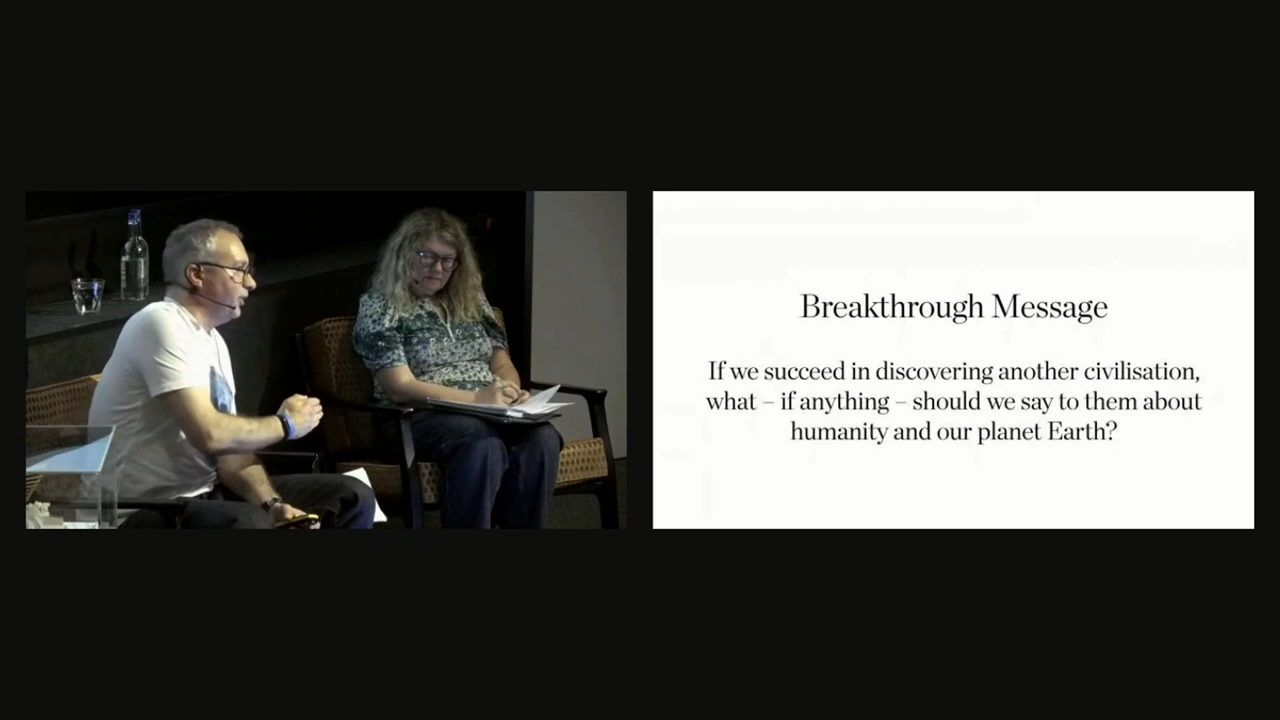 Breakthrough Message
If we succeed in discovering another civilisation,
what – if anything – should we say to them about
humanity and our planet Earth?